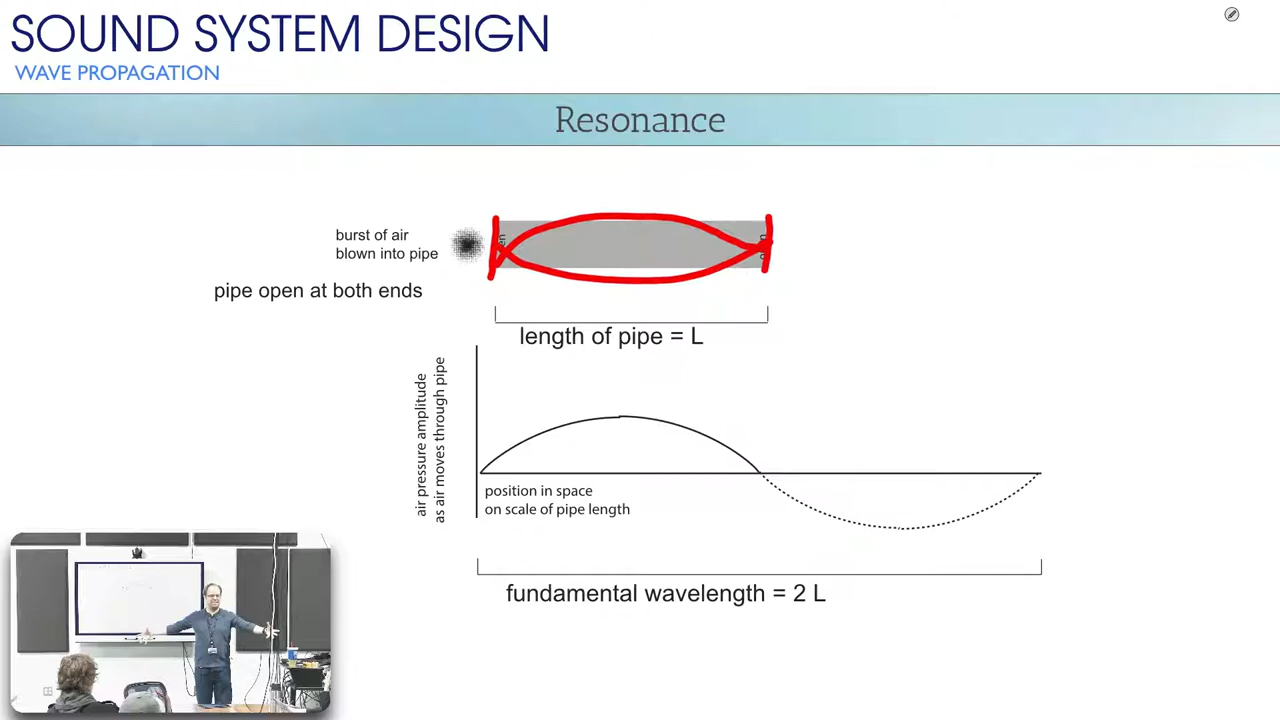 SOUND SYSTEM DESIGN
WAVE PROPAGATION
Resonance
burst of air
blown into pipe
pipe open at both ends
length of pipe = L
air pressure amplitude
as air moves through pipe
position in space
on scale of pipe length
fundamental wavelength = 2 L